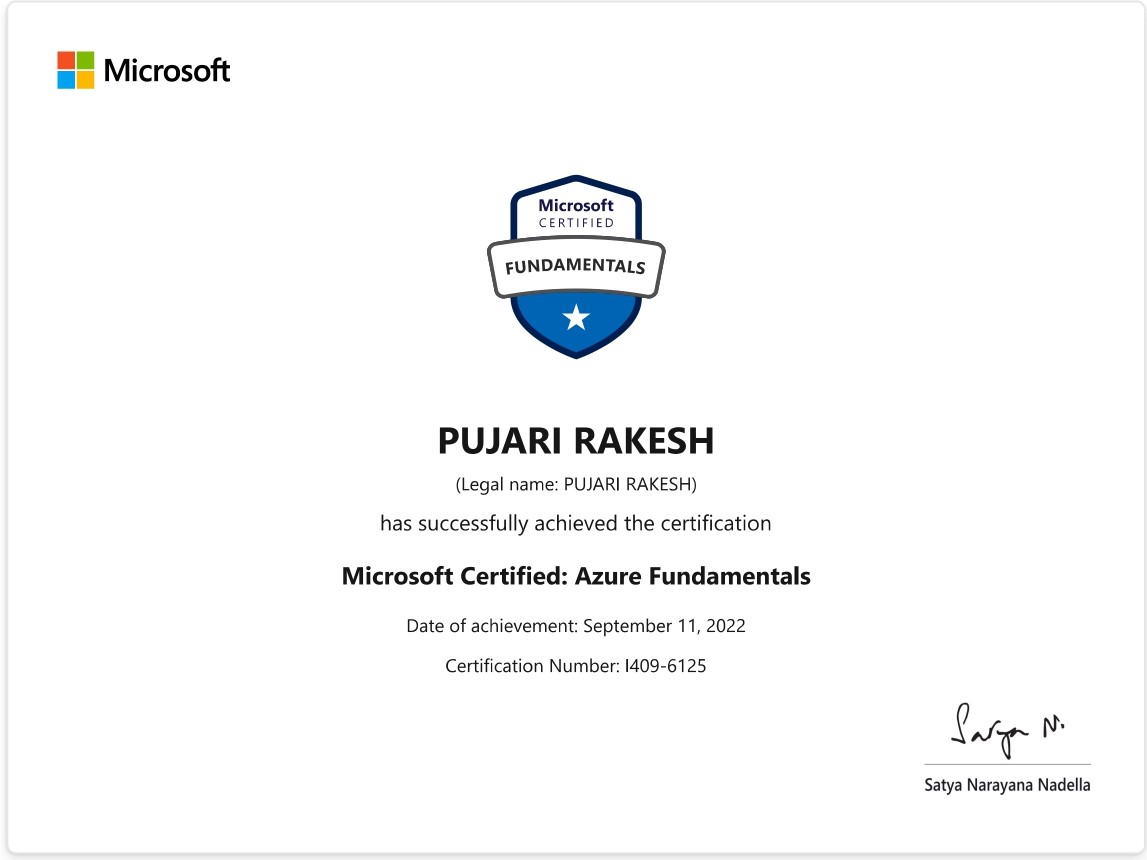 Microsoft
Microsoft
CERTIFIED
FUNDAMENTALS
PUJARI RAKESH
(Legal name: PUJARI RAKESH)
has successfully achieved the certification
Microsoft Certified: Azure Fundamentals
Date of achievement: September 11, 2022
Certification Number: I409-6125
Satya N.
Satya Narayana Nadella